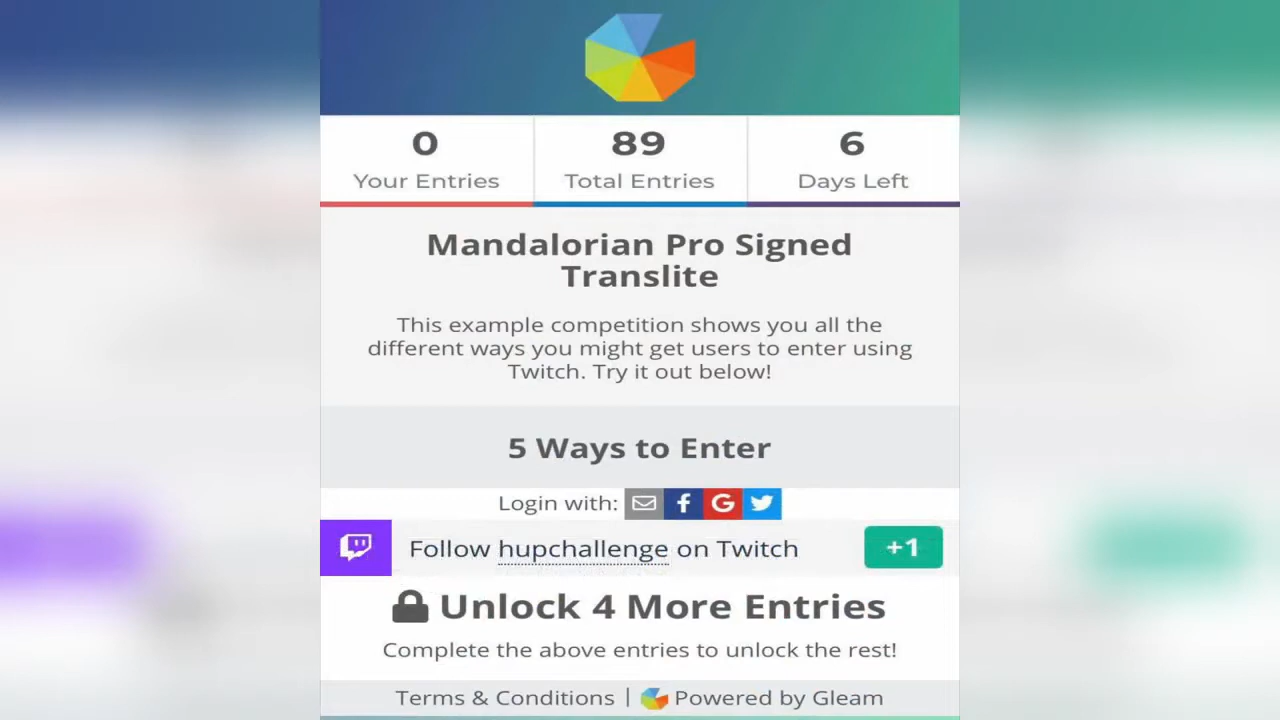 0
Your Entries
89
Total Entries
6
Days Left
Mandalorian Pro Signed
Translite
This example competition shows you all the
different ways you might get users to enter using
Twitch. Try it out below!
5 Ways to Enter
Login with:
Follow hupchallenge on Twitch
+1
Unlock 4 More Entries
Complete the above entries to unlock the rest!
Terms & Conditions | Powered by Gleam